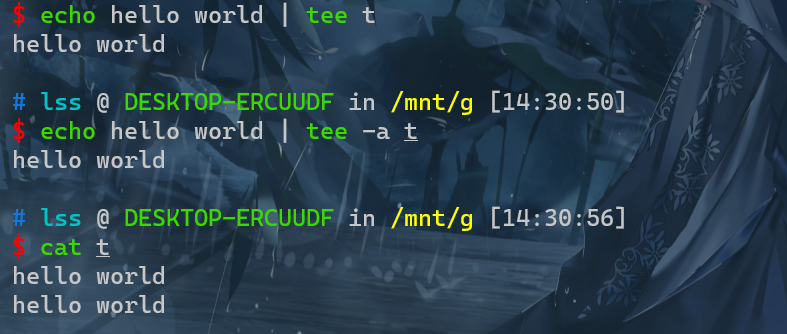 $ echo hello world | tee t
hello world
# lss @ DESKTOP-ERCUUDF in /mnt/g [14:30:50]
$ echo hello world | tee -a t
hello world
# lss @ DESKTOP-ERCUUDF in /mnt/g [14:30:56]
$ cat t
hello world
hello world